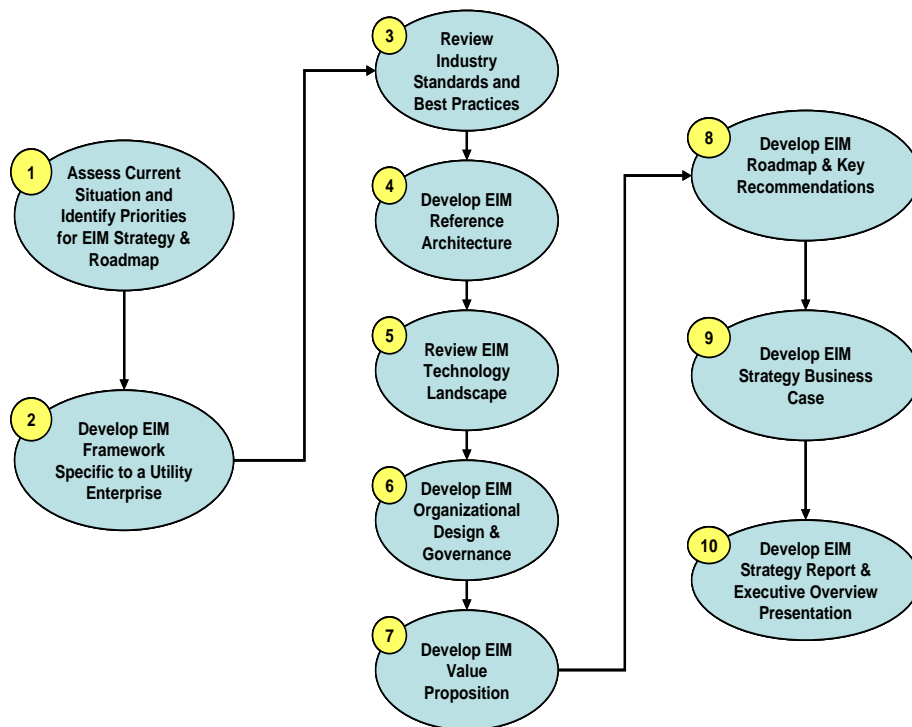 1
Assess Current
Situation and
Identify Priorities
for EIM Strategy &
Roadmap
2
Develop EIM
Framework
Specific to a Utility
Enterprise
3
Review
Industry
Standards and
Best Practices
4
Develop EIM
Reference
Architecture
5
Review EIM
Technology
Landscape
6
Develop EIM
Organizational
Design &
Governance
7
Develop EIM
Value
Proposition
8
Develop EIM
Roadmap & Key
Recommendations
9
Develop EIM
Strategy Business
Case
10
Develop EIM
Strategy Report &
Executive Overview
Presentation